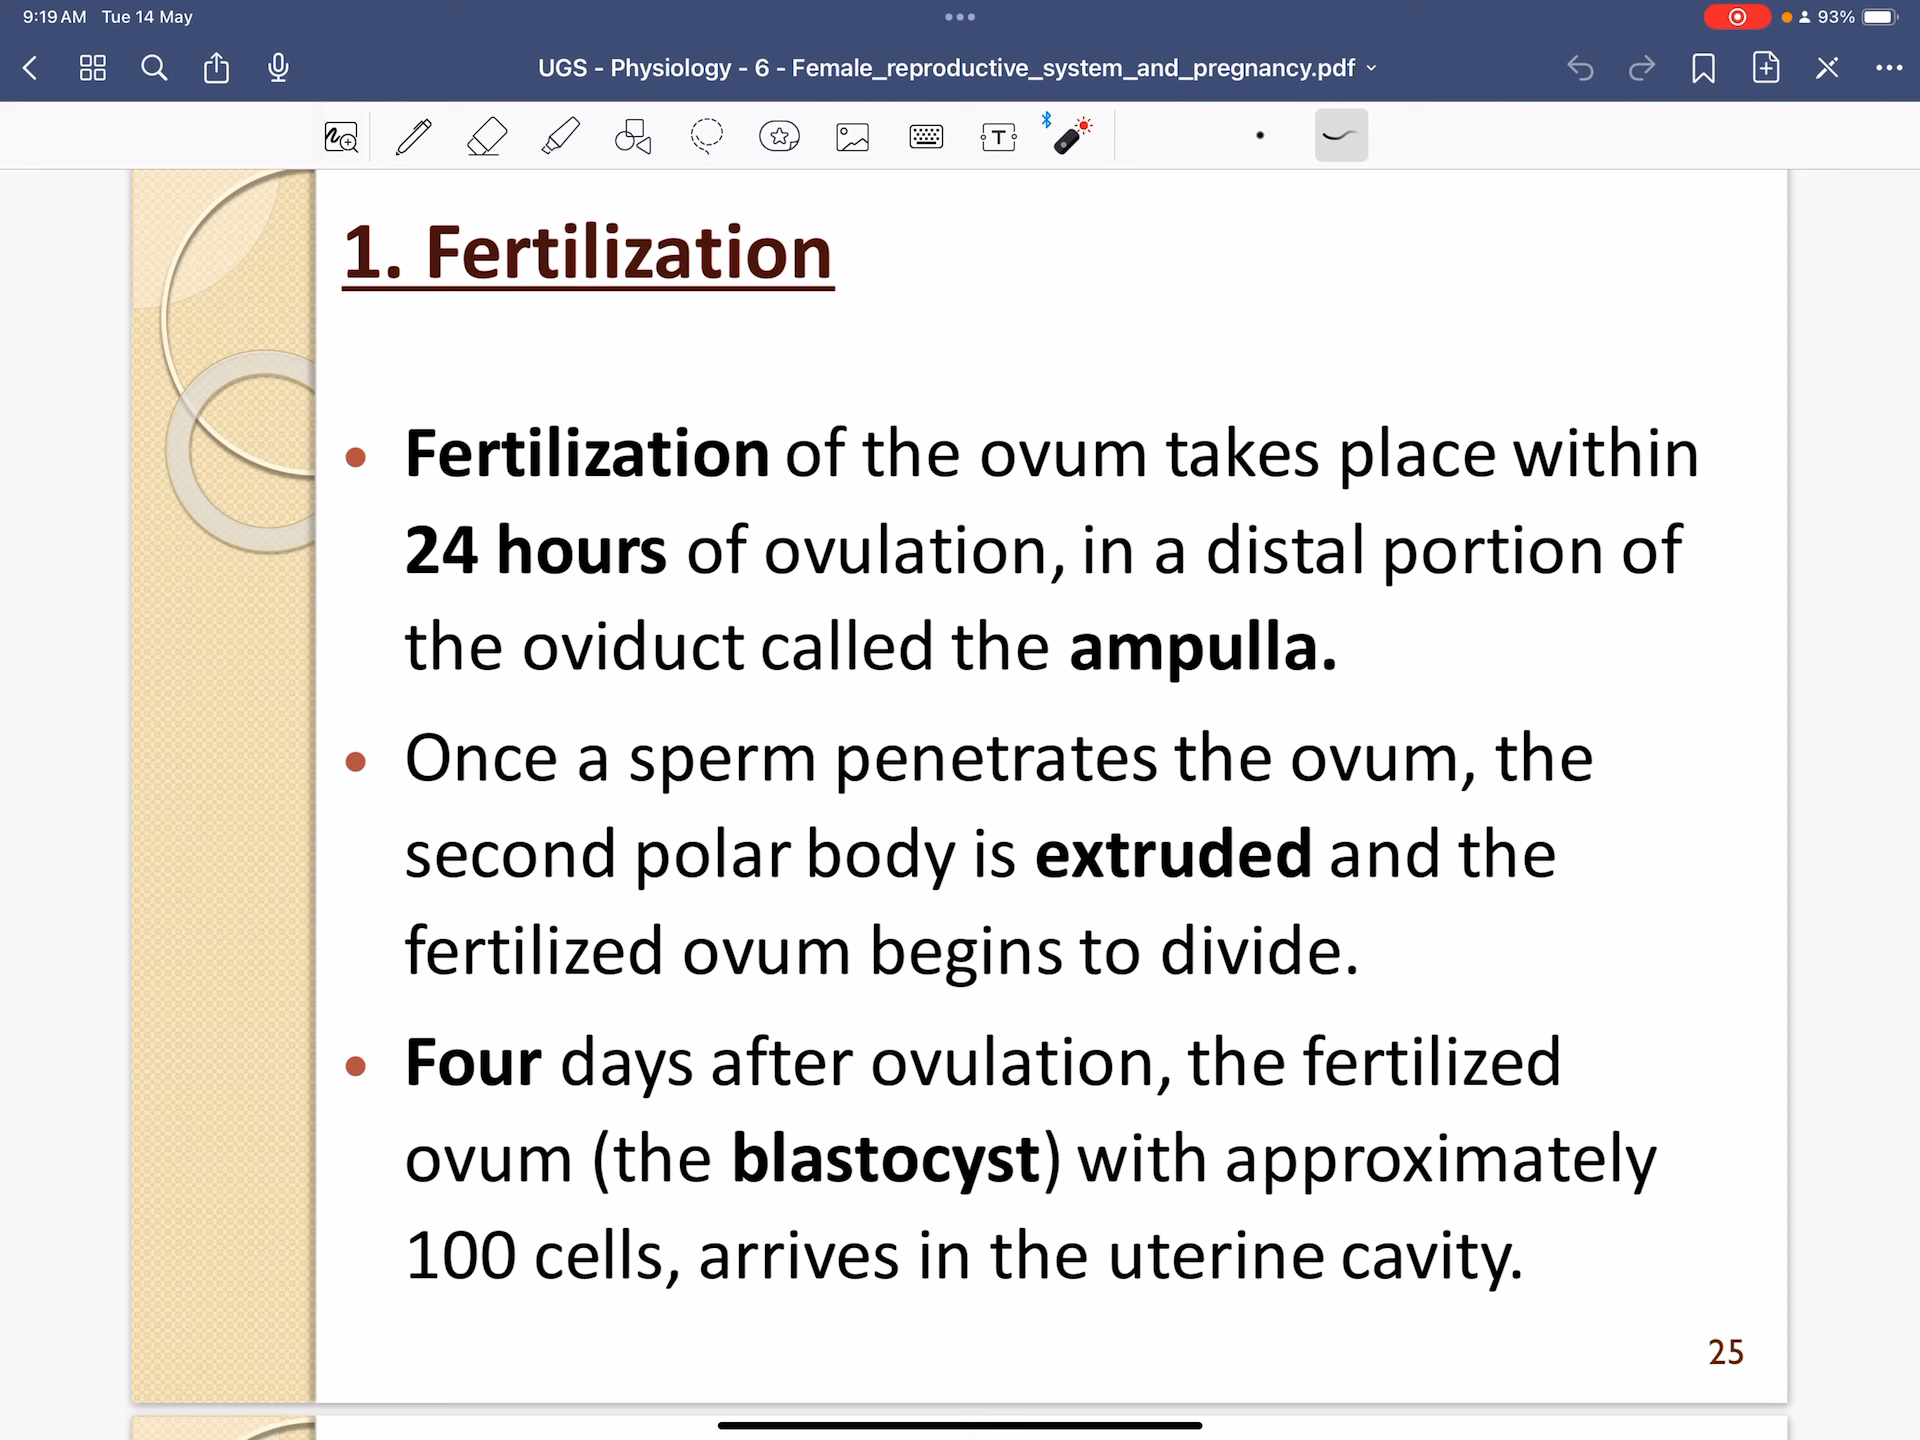 9:19 AM Tue 14 May
93%
UGS - Physiology - 6 - Female_reproductive_system_and_pregnancy.pdf
T
1. Fertilization
• Fertilization of the ovum takes place within
24 hours of ovulation, in a distal portion of
the oviduct called the ampulla.
• Once a sperm penetrates the ovum, the
second polar body is extruded and the
fertilized ovum begins to divide.
• Four days after ovulation, the fertilized
ovum (the blastocyst) with approximately
100 cells, arrives in the uterine cavity.
25